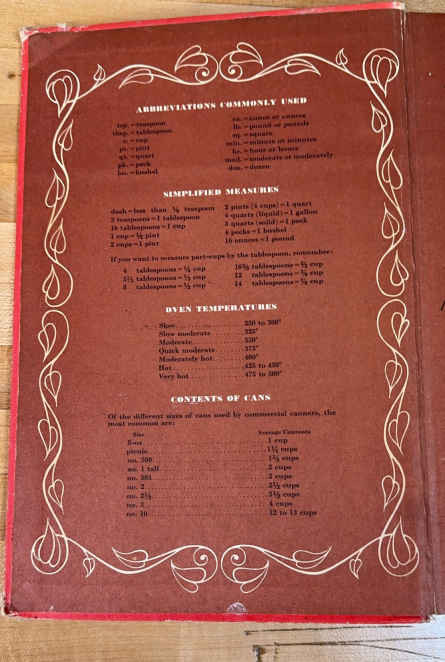 ABBREVIATIONS COMMONLY USED
tsp. = teaspoon
tbsp. = tablespoon
c. = cup
pt. = pint
qt. = quart
pk. = peck
bu. = bushel
oz. = ounce or ounces
lb. = pound or pounds
sq. = square
min. = minute or minutes
hr. = hour or hours
mod. = moderate or moderately
doz. = dozen
SIMPLIFIED MEASURES
dash = less than ⅛ teaspoon
3 teaspoons = 1 tablespoon
16 tablespoons = 1 cup
1 cup = ½ pint
2 cups = 1 pint
2 pints (4 cups) = 1 quart
4 quarts (liquid) = 1 gallon
8 quarts (solid) = 1 peck
4 pecks = 1 bushel
16 ounces = 1 pound
If you want to measure part-cups by the tablespoon, remember:
4 tablespoons = ¼ cup
5⅓ tablespoons = ⅓ cup
8 tablespoons = ½ cup
10⅔ tablespoons = ⅔ cup
12 tablespoons = ¾ cup
14 tablespoons = ⅞ cup
OVEN TEMPERATURES
Slow 250 to 300°
Slow moderate 325°
Moderate 350°
Quick moderate 375°
Moderately hot 400°
Hot 425 to 450°
Very hot 475 to 500°
CONTENTS OF CANS
Of the different sizes of cans used by commercial canners, the
most common are:
Size Average Contents
8-oz 1 cup
picnic 1¼ cups
no. 300 1¾ cups
no. 1 tall 2 cups
no. 303 2 cups
no. 2 2½ cups
no. 2½ 3½ cups
no. 3 4 cups
no. 10 12 to 13 cups